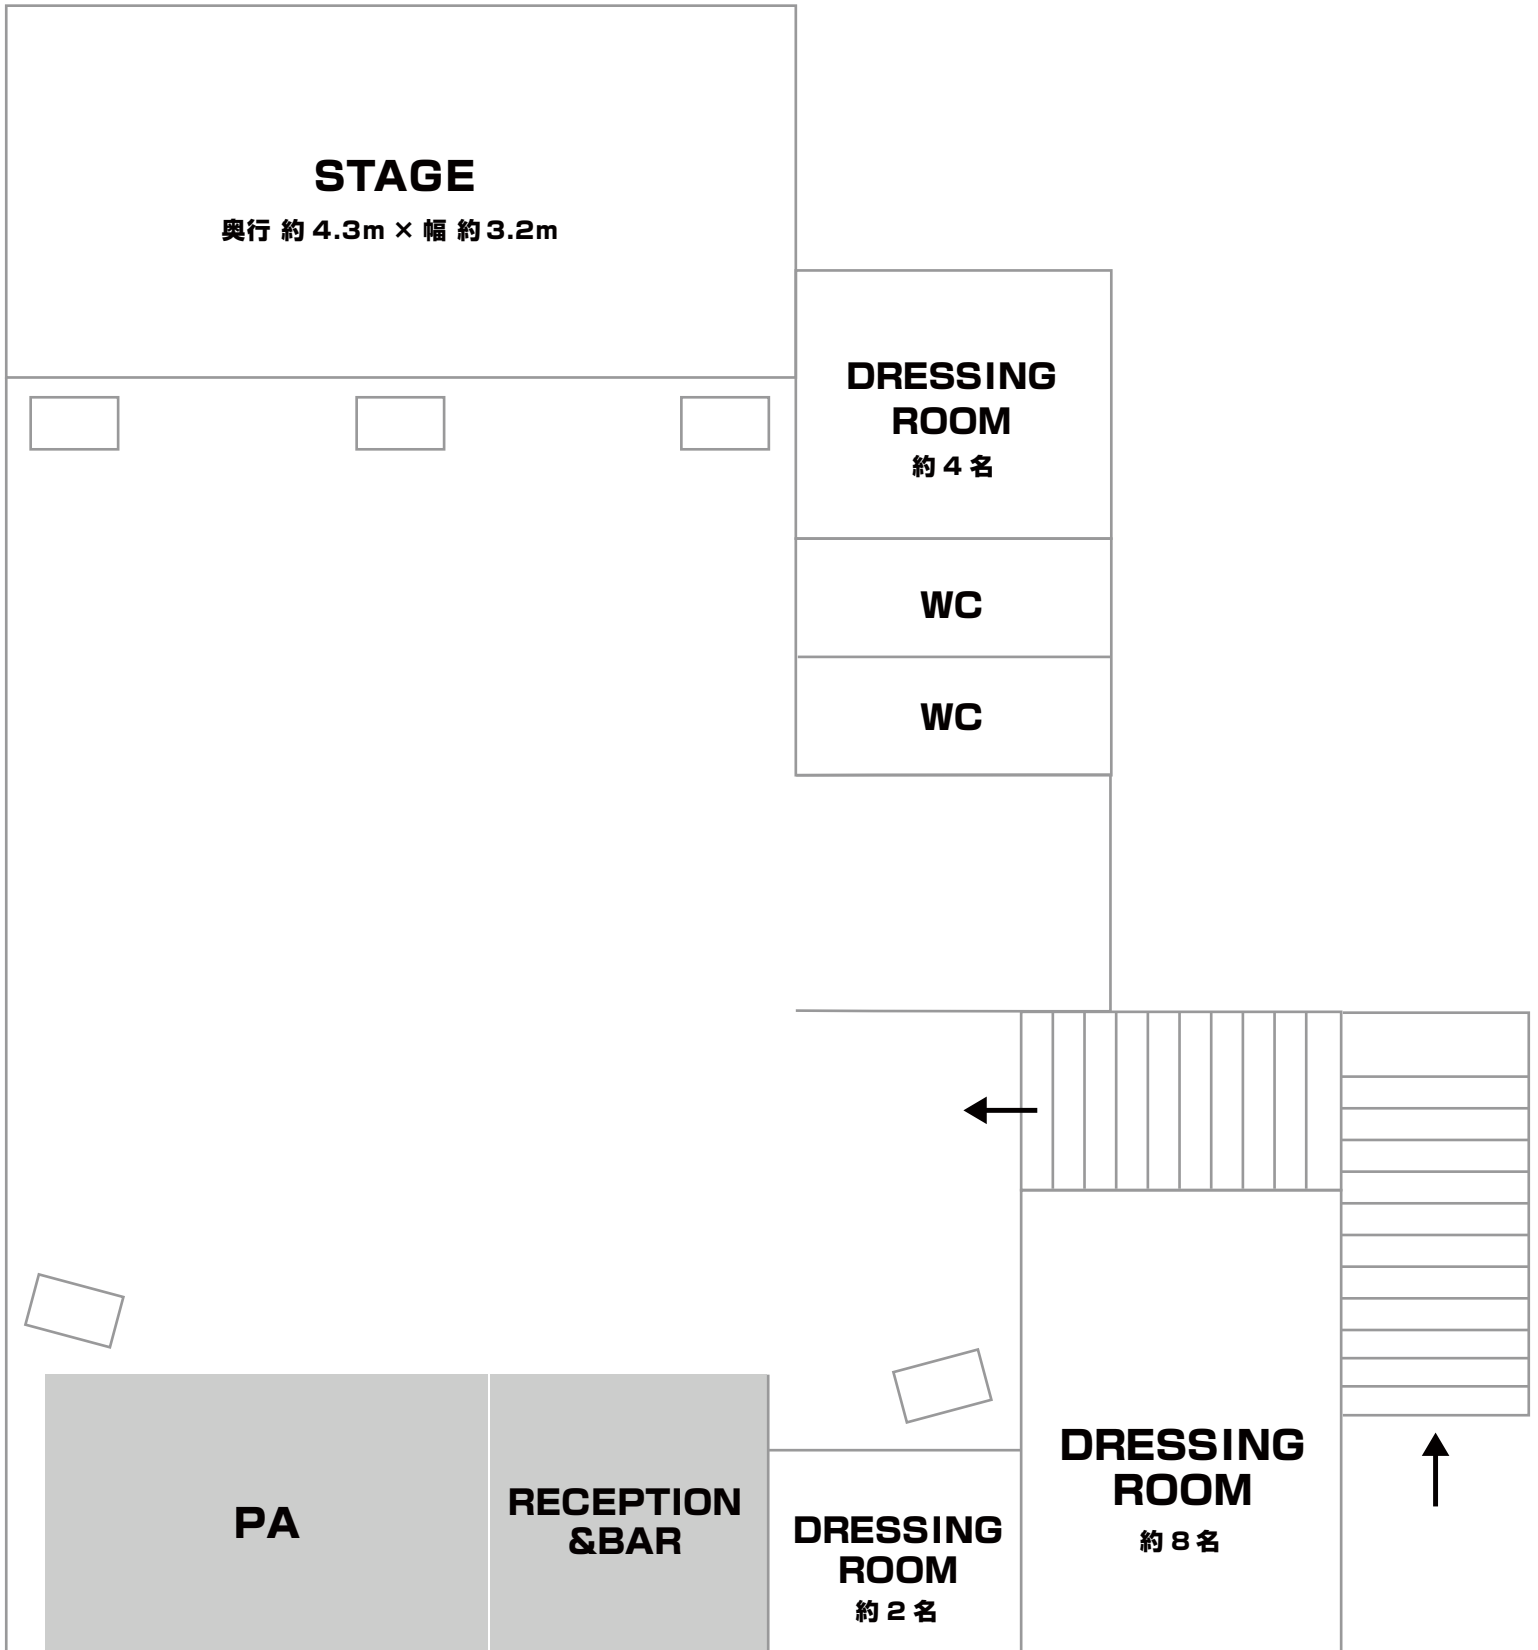 STAGE
奥行 約 4.3m × 幅 約 3.2m
DRESSING
ROOM
約 4 名
WC
WC
PA
RECEPTION
&BAR
DRESSING
ROOM
約 2 名
DRESSING
ROOM
約 8 名